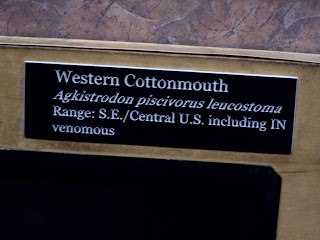 Western Cottonmouth
Agkistrodon piscivorus leucostoma
Range: S.E./Central U.S. including IN
venomous